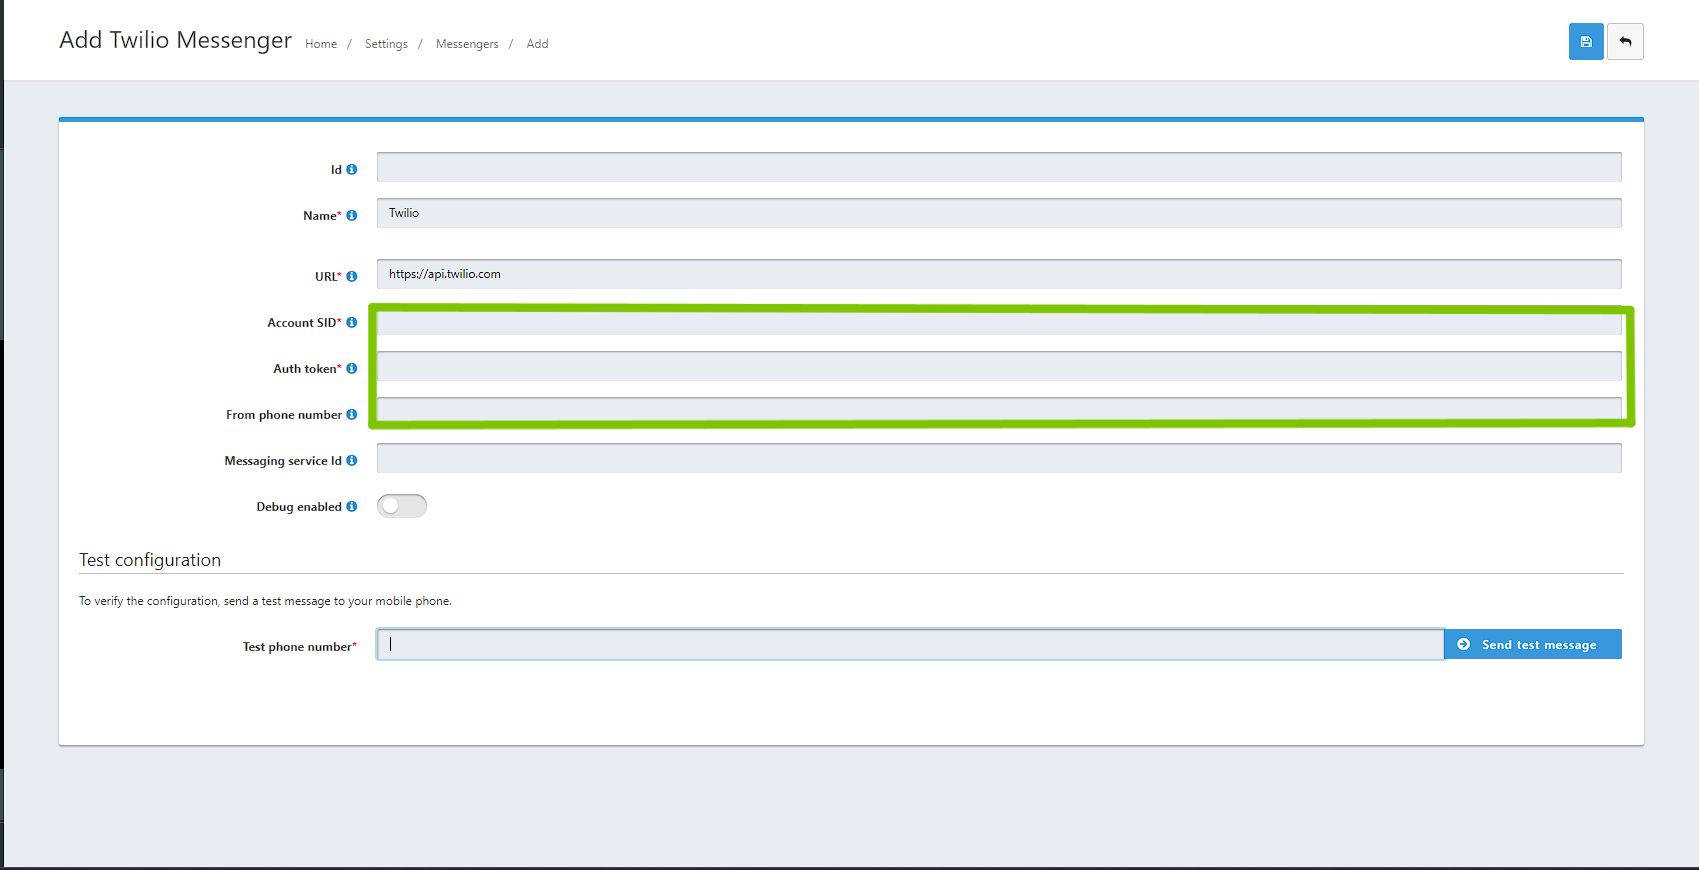 Add Twilio Messenger Home / Settings / Messengers / Add
Id
Name* Twilio
URL* https://api.twilio.com
Account SID*
Auth token*
From phone number
Messaging service Id
Debug enabled
Test configuration
To verify the configuration, send a test message to your mobile phone.
Test phone number* Send test message